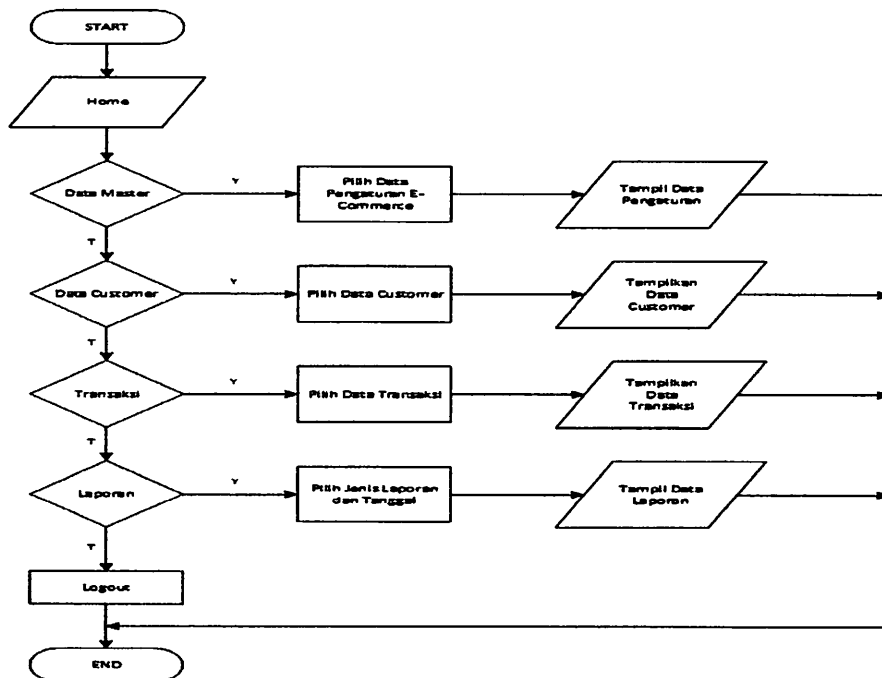 START
Home
Data Master
Y
Pilih Data
Pengaturan E-
Commerce
Tampil Data
Pengaturan
T
Data Customer
Y
Pilih Data Customer
Tampilkan
Data
Customer
T
Transaksi
Y
Pilih Data Transaksi
Tampilkan
Data
Transaksi
T
Laporan
Y
Pilih Jenis Laporan
dan Tanggal
Tampil Data
Laporan
T
Logout
END